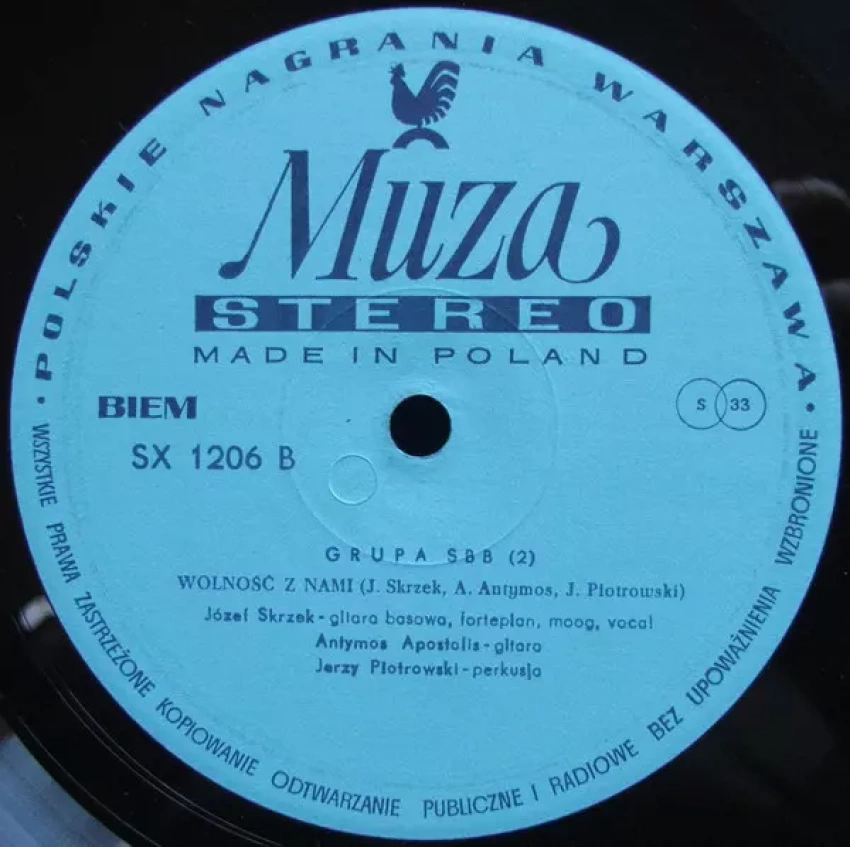 POLSKIE NAGRANIA WARSZAWA
Muza
STEREO
MADE IN POLAND
BIEM
S 33
SX 1206 B
GRUPA SBB (2)
WOLNOŚĆ Z NAMI (J. Skrzek, A. Antymos, J. Piotrowski)
Józef Skrzek - gitara basowa, fortepian, moog, vocal
Antymos Apostolis - gitara
Jerzy Piotrowski - perkusja
WSZYSTKIE PRAWA ZASTRZEŻONE KOPIOWANIE ODTWARZANIE PUBLICZNE I RADIOWE BEZ UPOWAŻNIENIA WZBRONIONE